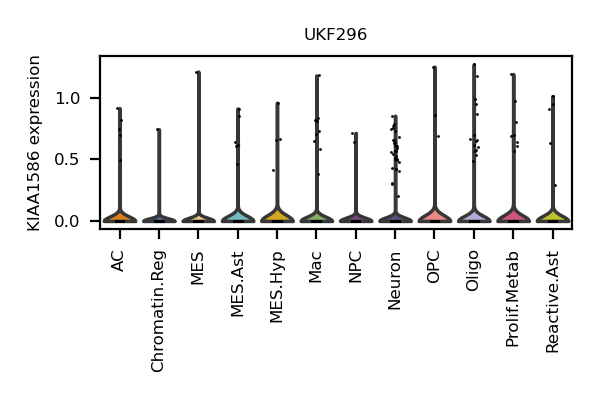 UKF296
KIAA1586 expression
1.0
0.5
0.0
AC
Chromatin.Reg
MES
MES.Ast
MES.Hyp
Mac
NPC
Neuron
OPC
Oligo
Prolif.Metab
Reactive.Ast